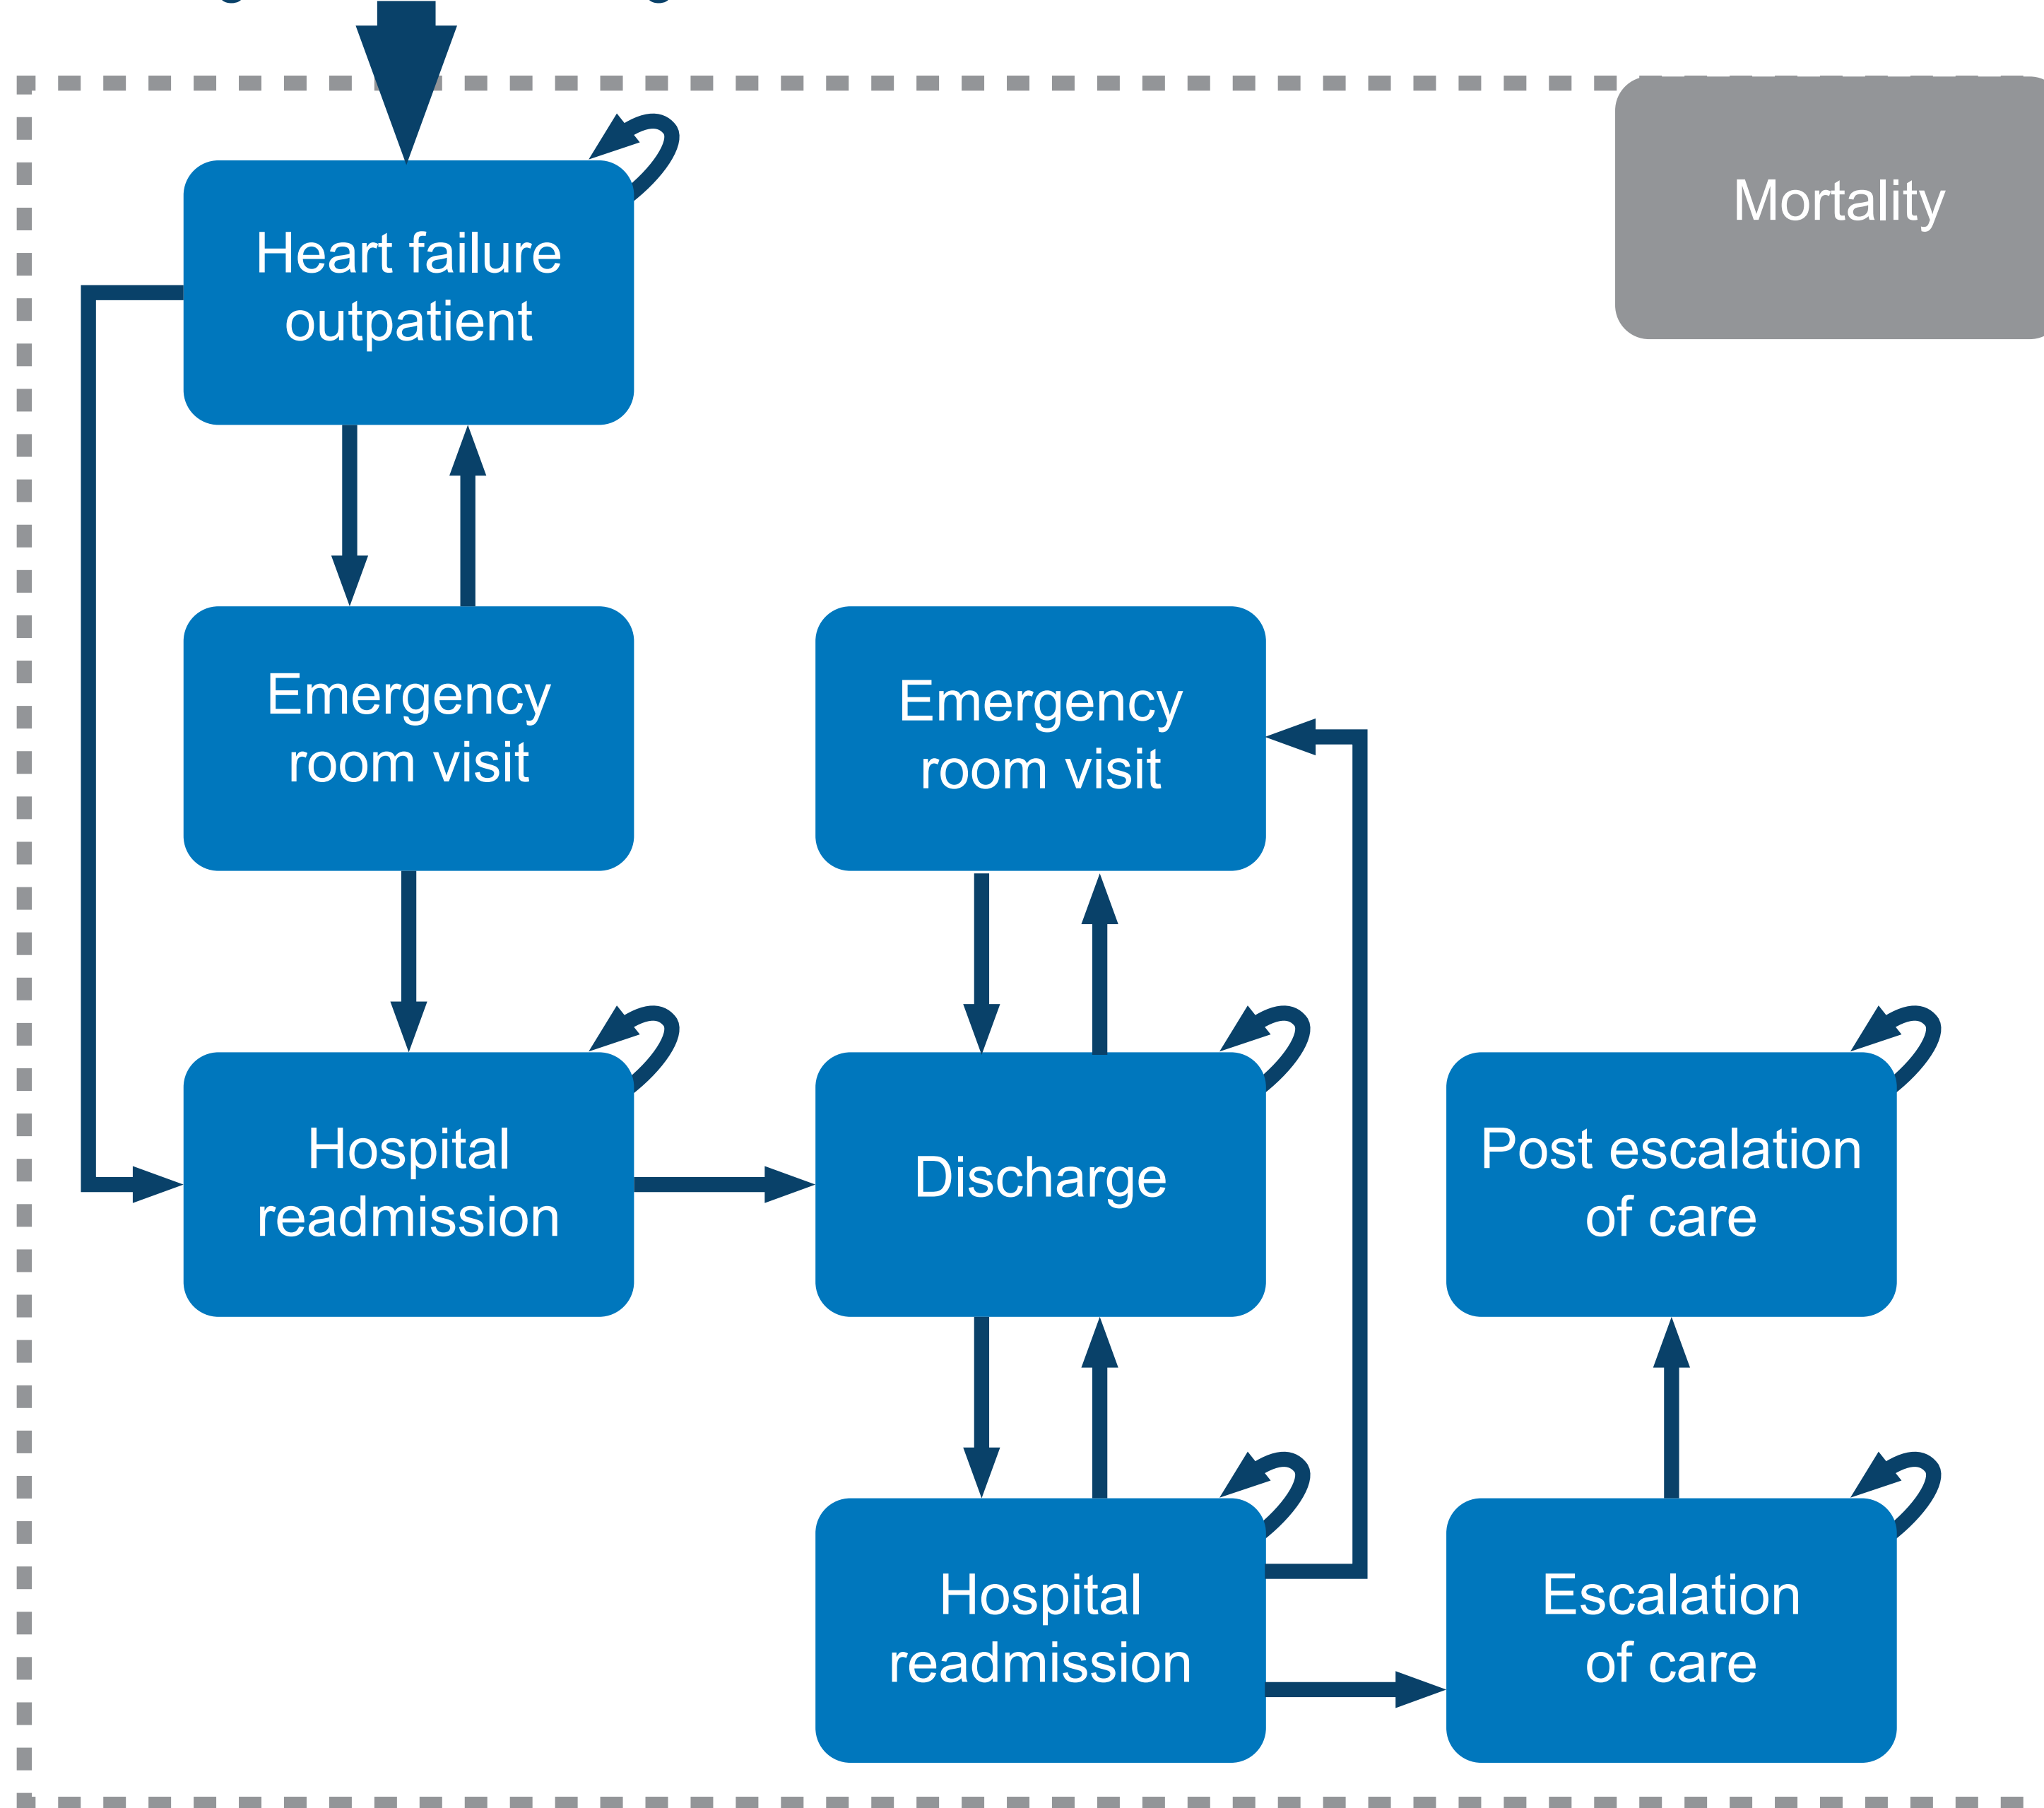 Mortality
Heart failure
outpatient
Emergency
room visit
Emergency
room visit
Hospital
readmission
Discharge
Post escalation
of care
Hospital
readmission
Escalation
of care